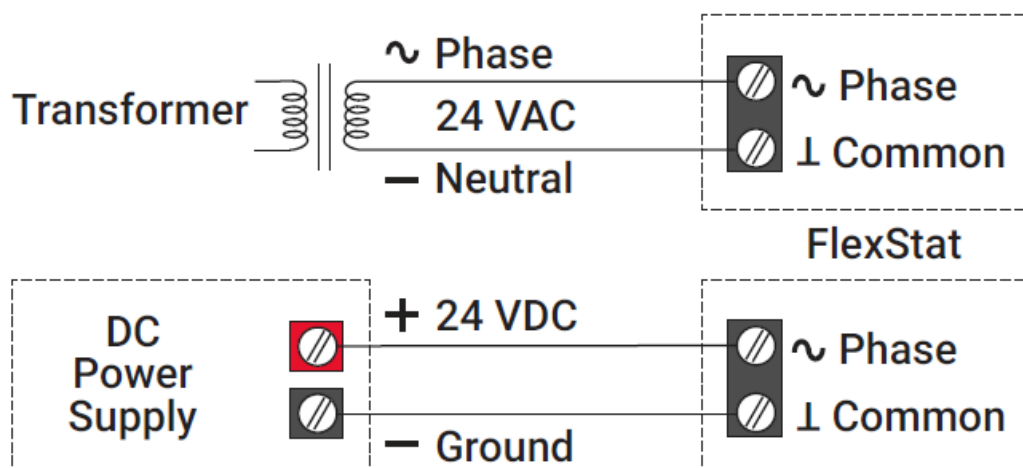 ∿ Phase
Transformer
24 VAC
− Neutral
∿ Phase
⊥ Common
FlexStat
DC
Power
Supply
+ 24 VDC
− Ground
∿ Phase
⊥ Common